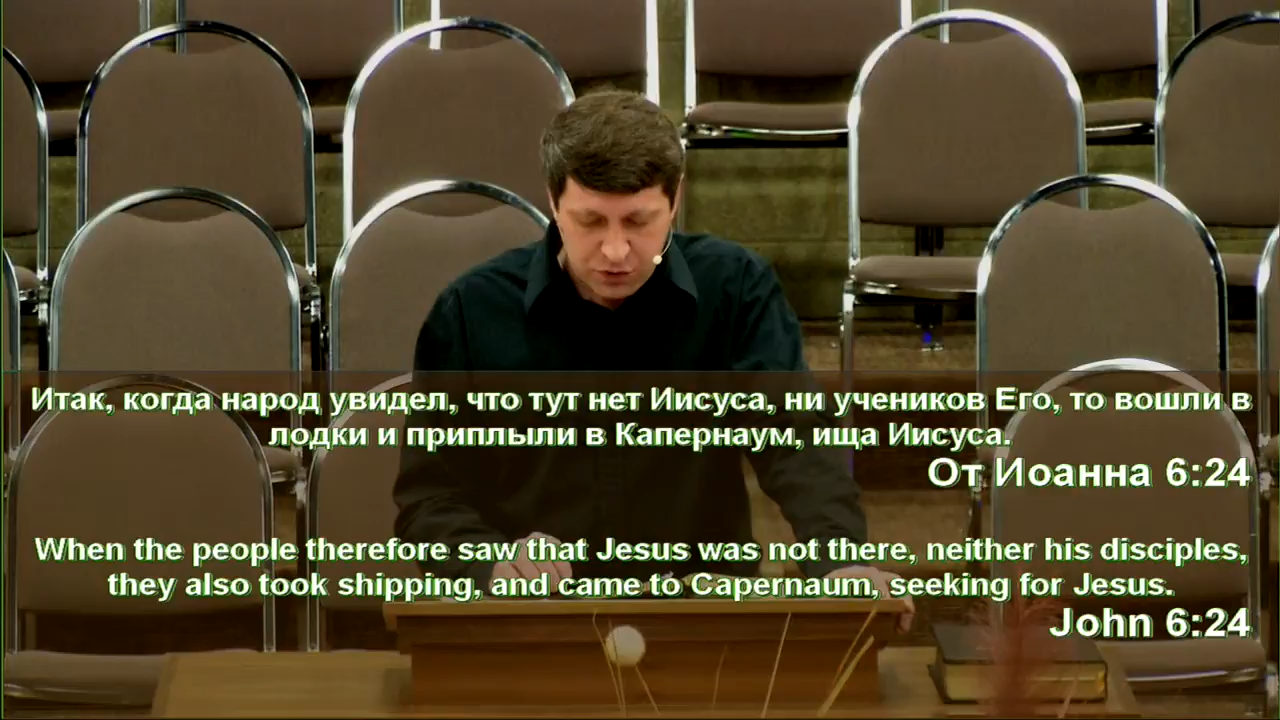 Итак, когда народ увидел, что тут нет Иисуса, ни учеников Его, то вошли в
лодки и приплыли в Капернаум, ища Иисуса.
От Иоанна 6:24
When the people therefore saw that Jesus was not there, neither his disciples,
they also took shipping, and came to Capernaum, seeking for Jesus.
John 6:24